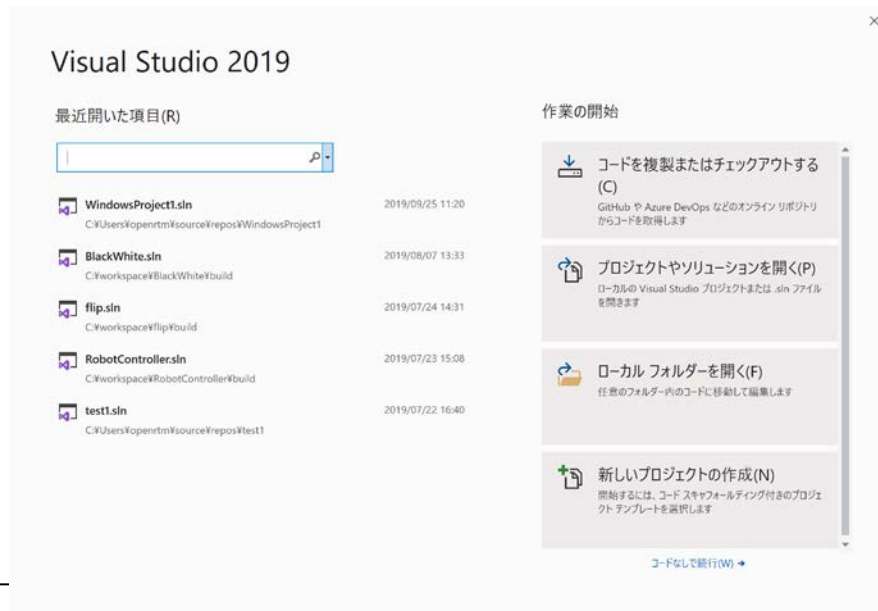 Visual Studio 2019
最近開いた項目(R)
WindowsProject1.sln 2019/09/25 11:20
C:¥Users¥openrtm¥source¥repos¥WindowsProject1
BlackWhite.sln 2019/08/07 13:33
C:¥workspace¥BlackWhite¥build
flip.sln 2019/07/24 14:31
C:¥workspace¥flip¥build
RobotController.sln 2019/07/23 15:08
C:¥workspace¥RobotController¥build
test1.sln 2019/07/22 16:40
C:¥Users¥openrtm¥source¥repos¥test1
作業の開始
コードを複製またはチェックアウトする
(C)
GitHub や Azure DevOps などのオンライン リポジトリ
からコードを取得します
プロジェクトやソリューションを開く(P)
ローカルの Visual Studio プロジェクトまたは .sln ファイル
を開きます
ローカル フォルダーを開く(F)
任意のフォルダー内のコードに移動して編集します
新しいプロジェクトの作成(N)
開始するには、コード スキャフォールディング付きのプロジェ
クト テンプレートを選択します
コードなしで続行(W) →